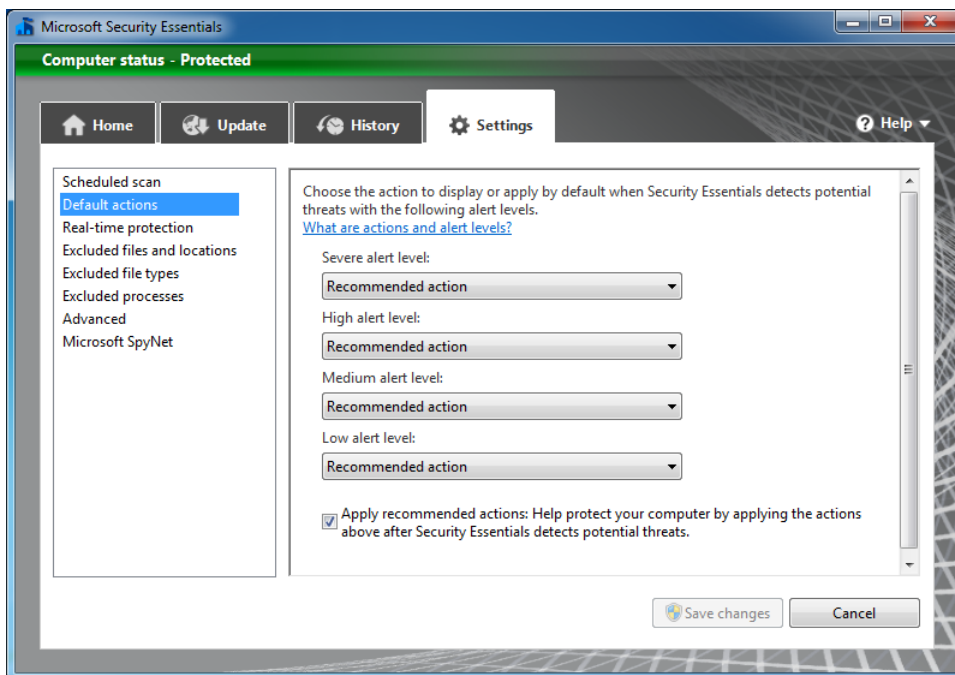 Microsoft Security Essentials
Computer status - Protected
Home
Update
History
Settings
Help
Scheduled scan
Default actions
Real-time protection
Excluded files and locations
Excluded file types
Excluded processes
Advanced
Microsoft SpyNet
Choose the action to display or apply by default when Security Essentials detects potential
threats with the following alert levels.
What are actions and alert levels?
Severe alert level:
Recommended action
High alert level:
Recommended action
Medium alert level:
Recommended action
Low alert level:
Recommended action
Apply recommended actions: Help protect your computer by applying the actions
above after Security Essentials detects potential threats.
Save changes
Cancel